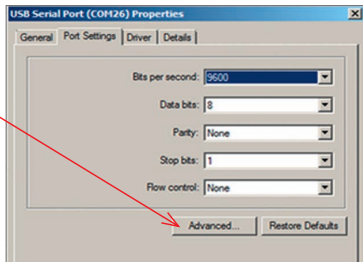 USB Serial Port (COM26) Properties
General Port Settings Driver Details
Bits per second: 9600
Data bits: 8
Parity: None
Stop bits: 1
Flow control: None
Advanced... Restore Defaults